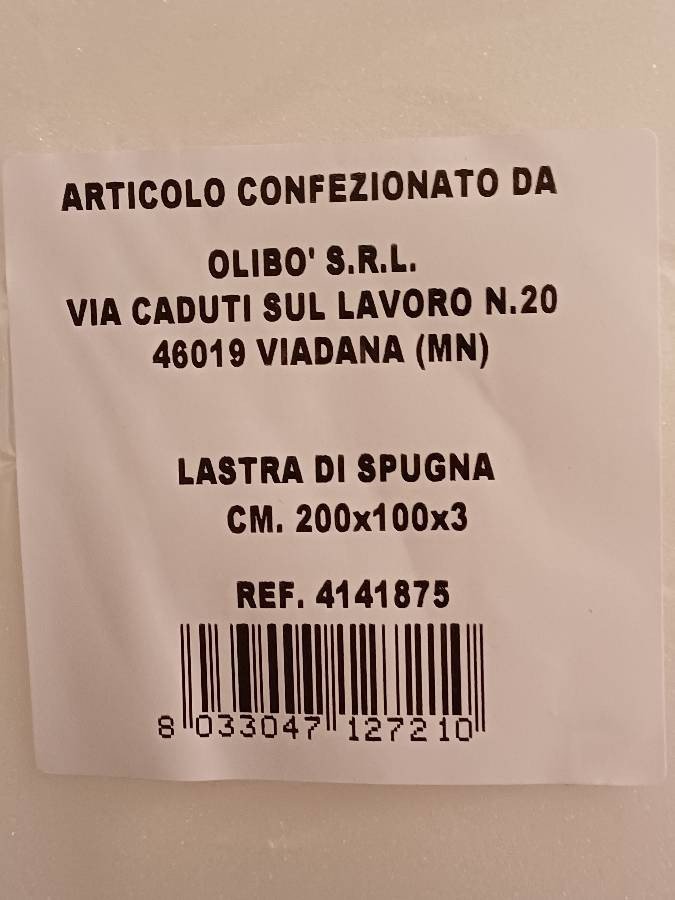 ARTICOLO CONFEZIONATO DA
OLIBO' S.R.L.
VIA CADUTI SUL LAVORO N.20
46019 VIADANA (MN)
LASTRA DI SPUGNA
CM. 200x100x3
REF. 4141875
8 033047 127210